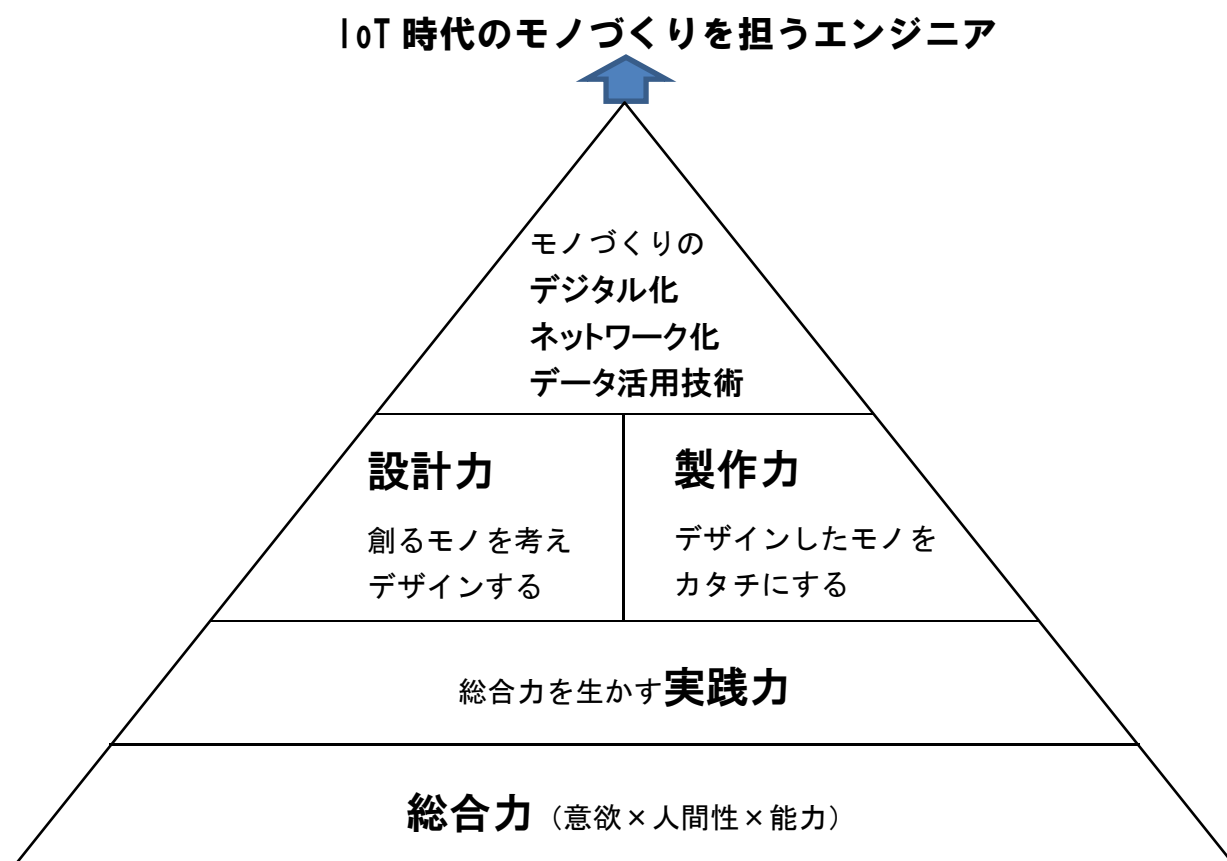 IoT 時代のモノづくりを担うエンジニア
モノづくりの
デジタル化
ネットワーク化
データ活用技術
設計力
創るモノを考え
デザインする
製作力
デザインしたモノを
カタチにする
総合力を生かす実践力
総合力（意欲×人間性×能力）